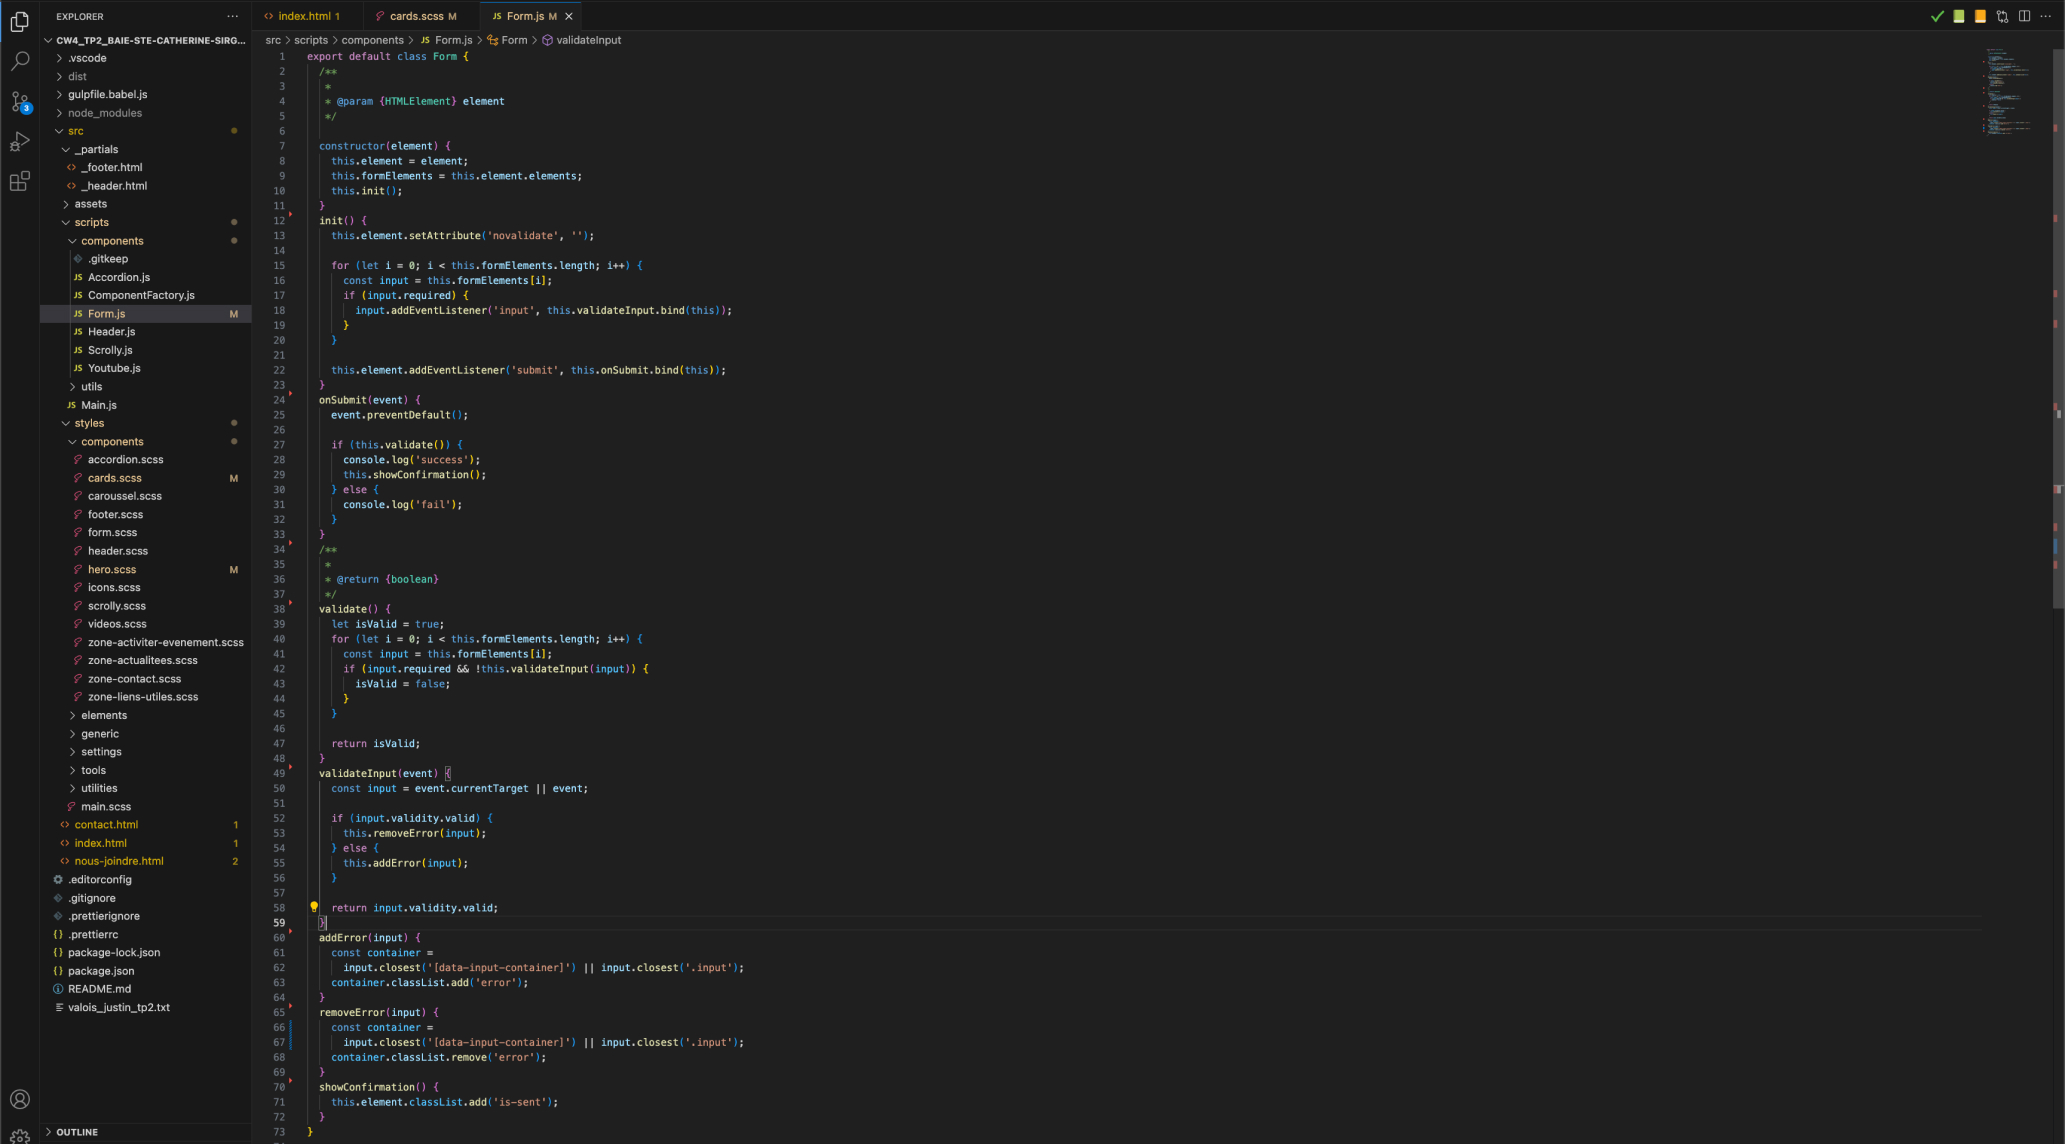 EXPLORER
CW4_TP2_BAIE-STE-CATHERINE-SIRG...
.vscode
dist
gulpfile.babel.js
node_modules
src
_partials
_footer.html
_header.html
assets
scripts
components
.gitkeep
JS Accordion.js
JS ComponentFactory.js
JS Form.js M
JS Header.js
JS Scrolly.js
JS Youtube.js
utils
JS Main.js
styles
components
accordion.scss
cards.scss M
caroussel.scss
footer.scss
form.scss
header.scss
hero.scss M
icons.scss
scrolly.scss
videos.scss
zone-activiter-evenement.scss
zone-actualitees.scss
zone-contact.scss
zone-liens-utiles.scss
elements
generic
settings
tools
utilities
main.scss
contact.html 1
index.html 1
nous-joindre.html 2
.editorconfig
.gitignore
.prettierignore
.prettierrc
package-lock.json
package.json
README.md
valois_justin_tp2.txt
OUTLINE
3
index.html 1
cards.scss M
JS Form.js M
src > scripts > components > JS Form.js > Form > validateInput
1 export default class Form {
2 /**
3 *
4 * @param {HTMLElement} element
5 */
6
7 constructor(element) {
8 this.element = element;
9 this.formElements = this.element.elements;
10 this.init();
11 }
12 init() {
13 this.element.setAttribute('novalidate', '');
14
15 for (let i = 0; i < this.formElements.length; i++) {
16 const input = this.formElements[i];
17 if (input.required) {
18 input.addEventListener('input', this.validateInput.bind(this));
19 }
20 }
21
22 this.element.addEventListener('submit', this.onSubmit.bind(this));
23 }
24 onSubmit(event) {
25 event.preventDefault();
26
27 if (this.validate()) {
28 console.log('success');
29 this.showConfirmation();
30 } else {
31 console.log('fail');
32 }
33 }
34 /**
35 *
36 * @return {boolean}
37 */
38 validate() {
39 let isValid = true;
40 for (let i = 0; i < this.formElements.length; i++) {
41 const input = this.formElements[i];
42 if (input.required && !this.validateInput(input)) {
43 isValid = false;
44 }
45 }
46
47 return isValid;
48 }
49 validateInput(event) {
50 const input = event.currentTarget || event;
51
52 if (input.validity.valid) {
53 this.removeError(input);
54 } else {
55 this.addError(input);
56 }
57
58 return input.validity.valid;
59 }
60 addError(input) {
61 const container =
62 input.closest('[data-input-container]') || input.closest('.input');
63 container.classList.add('error');
64 }
65 removeError(input) {
66 const container =
67 input.closest('[data-input-container]') || input.closest('.input');
68 container.classList.remove('error');
69 }
70 showConfirmation() {
71 this.element.classList.add('is-sent');
72 }
73 }